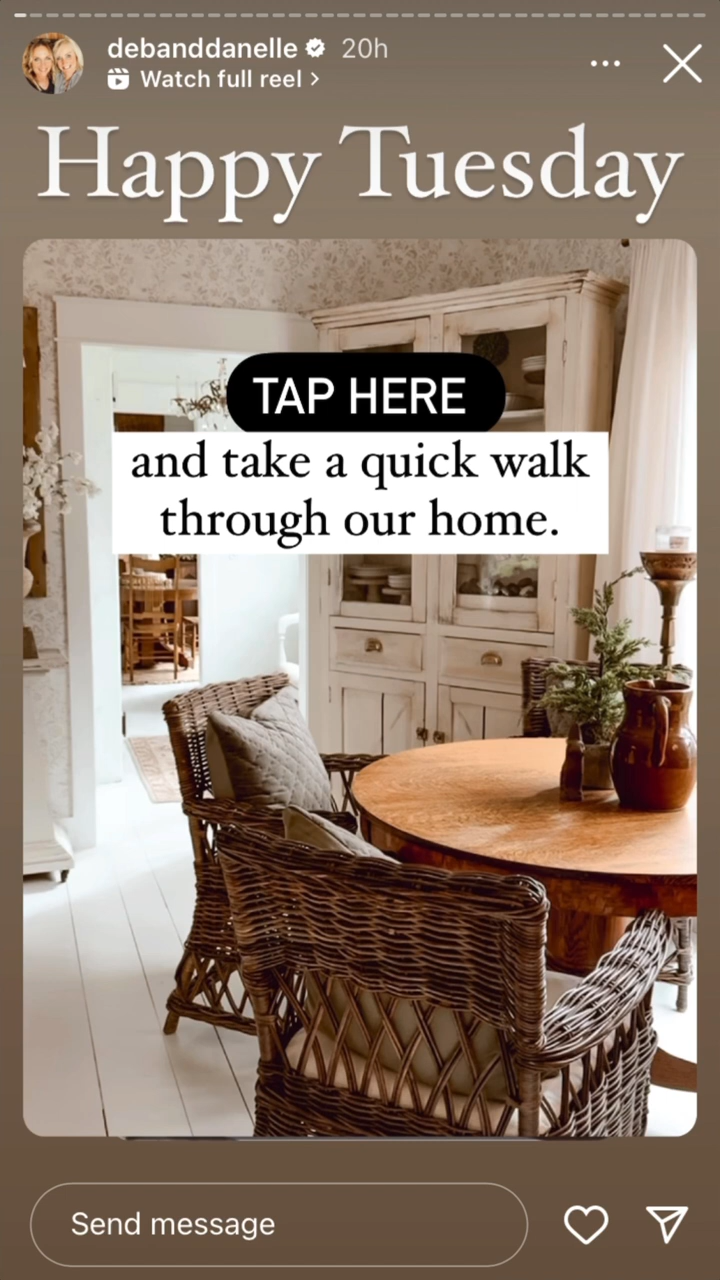 debanddanelle 20h
Watch full reel >
Happy Tuesday
TAP HERE
and take a quick walk
through our home.
Send message